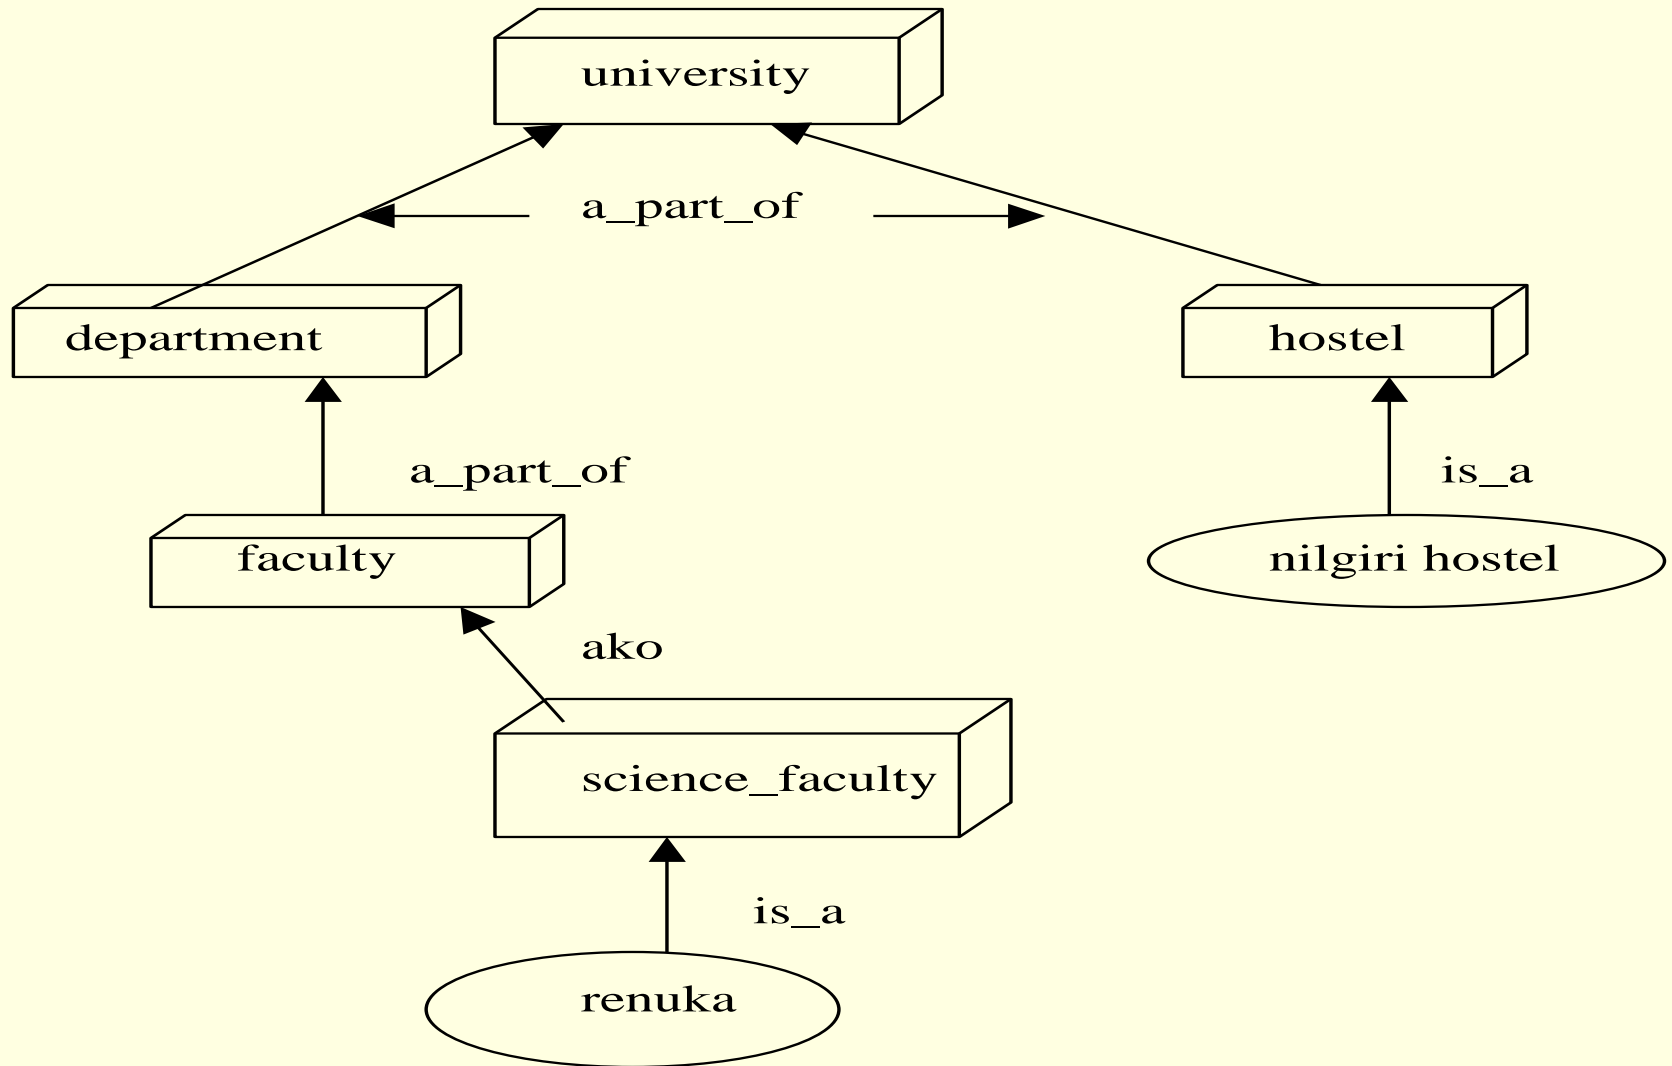 university
a_part_of
department
hostel
a_part_of
is_a
faculty
nilgiri hostel
ako
science_faculty
is_a
renuka